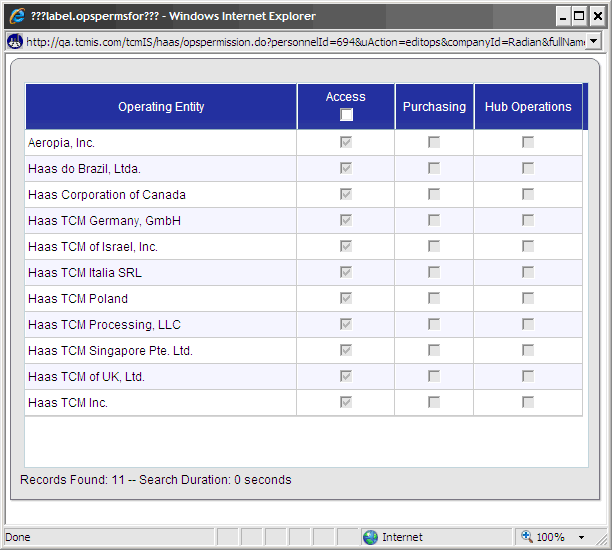 ???label.opspermsfor??? - Windows Internet Explorer
http://qa.tcmis.com/tcmIS/haas/opspermission.do?personnelId=694&uAction=editops&companyId=Radian&fullName
Operating Entity Access Purchasing Hub Operations
Aeropia, Inc.
Haas do Brazil, Ltda.
Haas Corporation of Canada
Haas TCM Germany, GmbH
Haas TCM of Israel, Inc.
Haas TCM Italia SRL
Haas TCM Poland
Haas TCM Processing, LLC
Haas TCM Singapore Pte. Ltd.
Haas TCM of UK, Ltd.
Haas TCM Inc.
Records Found: 11 -- Search Duration: 0 seconds
Done Internet 100%